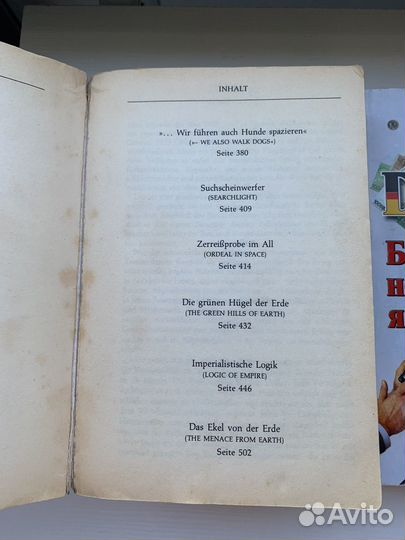 INHALT
»... Wir führen auch Hunde spazieren«
(»– WE ALSO WALK DOGS«)
Seite 380
Suchscheinwerfer
(SEARCHLIGHT)
Seite 409
Zerreißprobe im All
(ORDEAL IN SPACE)
Seite 414
Die grünen Hügel der Erde
(THE GREEN HILLS OF EARTH)
Seite 432
Imperialistische Logik
(LOGIC OF EMPIRE)
Seite 446
Das Ekel von der Erde
(THE MENACE FROM EARTH)
Seite 502
Avito